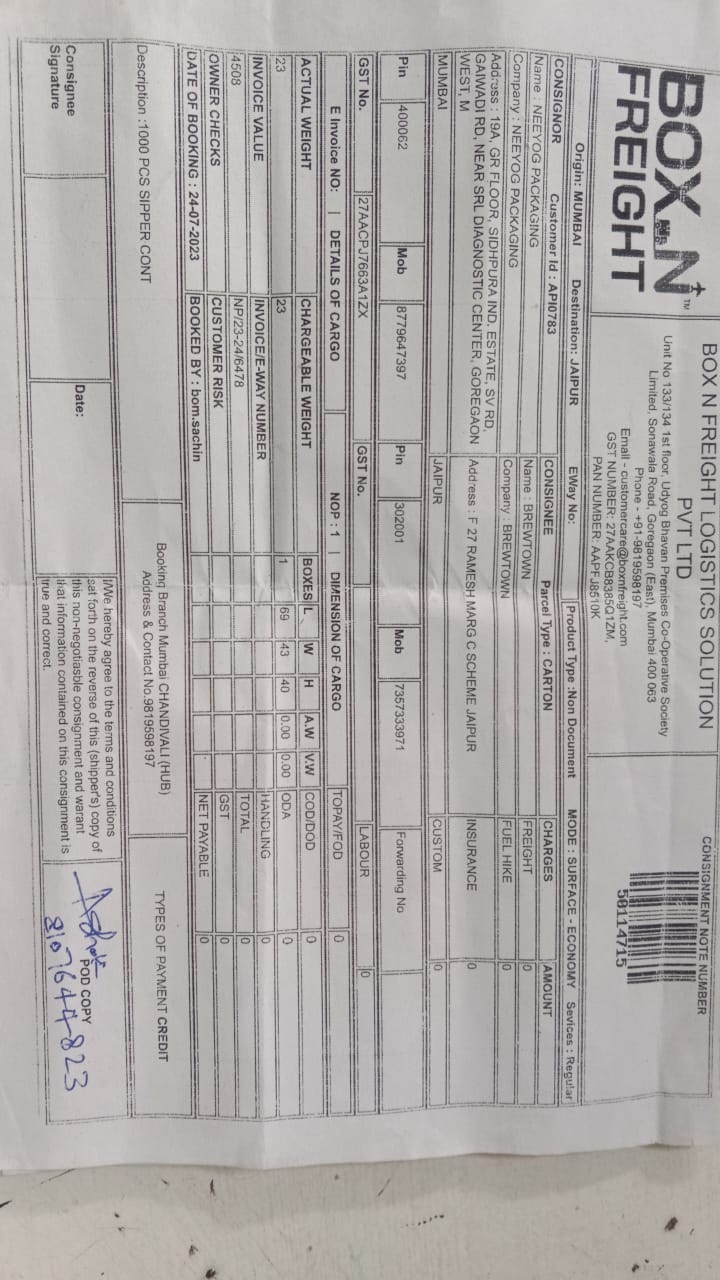 BOX N FREIGHT ™
BOX N FREIGHT LOGISTICS SOLUTION
PVT LTD
Unit No 133/134 1st floor, Udyog Bhavan Premises Co-Operative Society
Limited, Sonawala Road, Goregaon (East), Mumbai 400 063
Phone - +91-9819598197
Email - customercare@boxnfreight.com
GST NUMBER: 27AAKCB8385Q1ZM,
PAN NUMBER: AAPFJ8510K
CONSIGNMENT NOTE NUMBER
50114715
Origin: MUMBAI Destination: JAIPUR EWay No: Product Type :Non Document MODE : SURFACE - ECONOMY Sevices : Regular
CONSIGNOR Customer Id : API0783 CONSIGNEE Parcel Type : CARTON CHARGES AMOUNT
Name : NEEYOG PACKAGING Name : BREWTOWN FREIGHT 0
Company : NEEYOG PACKAGING Company : BREWTOWN FUEL HIKE 0
Address : 19A, GR FLOOR, SIDHPURA IND. ESTATE, SV RD,
GAIWADI RD, NEAR SRL DIAGNOSTIC CENTER, GOREGAON
WEST, M
Address : F 27 RAMESH MARG C SCHEME JAIPUR INSURANCE 0
MUMBAI JAIPUR CUSTOM 0
Pin 400062 Mob 8779647397 Pin 302001 Mob 7357333971 Forwarding No
GST No. 27AACPJ7663A1ZX GST No. LABOUR 0
E Invoice NO: | DETAILS OF CARGO NOP : 1 | DIMENSION OF CARGO TOPAY/FOD 0
ACTUAL WEIGHT CHARGEABLE WEIGHT BOXES L W H A.W V.W COD/DOD 0
23 23 1 69 43 40 0.00 0.00 ODA 0
INVOICE VALUE INVOICE/E-WAY NUMBER HANDLING 0
4508 NP/23-24/6478 TOTAL 0
OWNER CHECKS CUSTOMER RISK GST 0
DATE OF BOOKING : 24-07-2023 BOOKED BY : bom.sachin NET PAYABLE 0
Description :1000 PCS SIPPER CONT
Booking Branch Mumbai CHANDIVALI (HUB)
Address & Contact No.9819598197
TYPES OF PAYMENT CREDIT
Consignee
Signature
Date:
I/We hereby agree to the terms and conditions
set forth on the reverse of this (shipper's) copy of
this non-negotiasble consignment and warant
that information contained on this consignment is
true and correct.
Ashok
POD COPY
8107644823